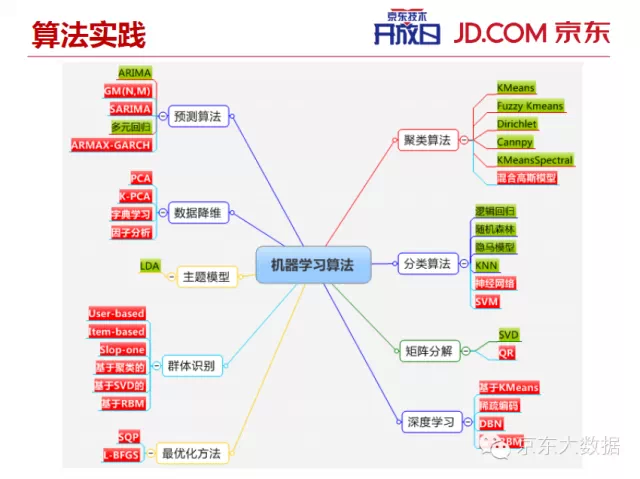 算法实践
京东技术
开放日
JD.COM 京东
ARIMA
GM(N,M)
SARIMA
多元回归
ARMAX-GARCH
预测算法
PCA
K-PCA
字典学习
因子分析
数据降维
LDA
主题模型
User-based
Item-based
Slop-one
基于聚类的
基于SVD的
基于RBM
群体识别
SQP
L-BFGS
最优化方法
机器学习算法
聚类算法
KMeans
Fuzzy Kmeans
Dirichlet
Cannpy
KMeansSpectral
混合高斯模型
分类算法
逻辑回归
随机森林
隐马模型
KNN
神经网络
SVM
矩阵分解
SVD
QR
深度学习
基于KMeans
稀疏编码
DBN
京东大数据